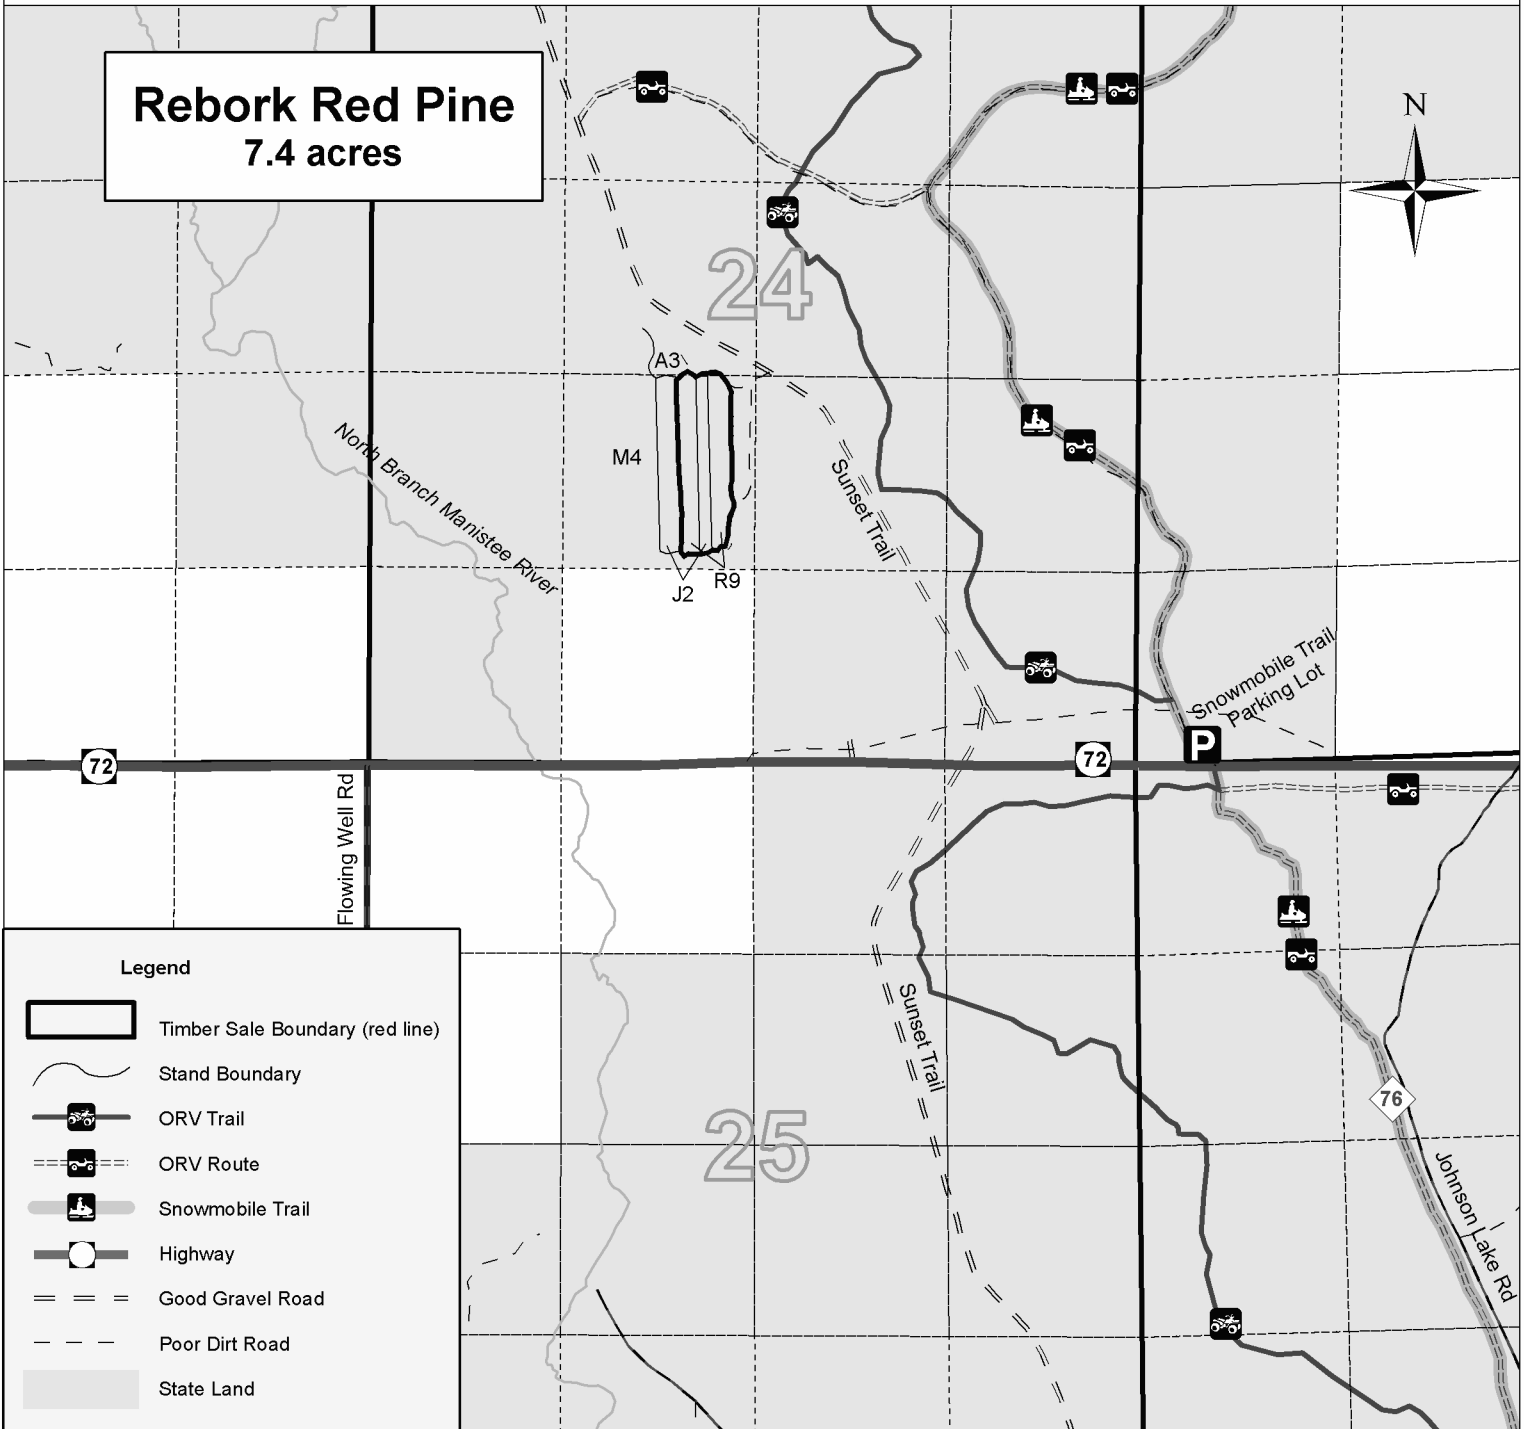 Rebork Red Pine
7.4 acres
N
24
A3
M4
North Branch Manistee River
Sunset Trail
J2
R9
Snowmobile Trail
Parking Lot
P
72
72
Flowing Well Rd
Sunset Trail
25
76
Johnson Lake Rd
Legend
Timber Sale Boundary (red line)
Stand Boundary
ORV Trail
ORV Route
Snowmobile Trail
Highway
Good Gravel Road
Poor Dirt Road
State Land